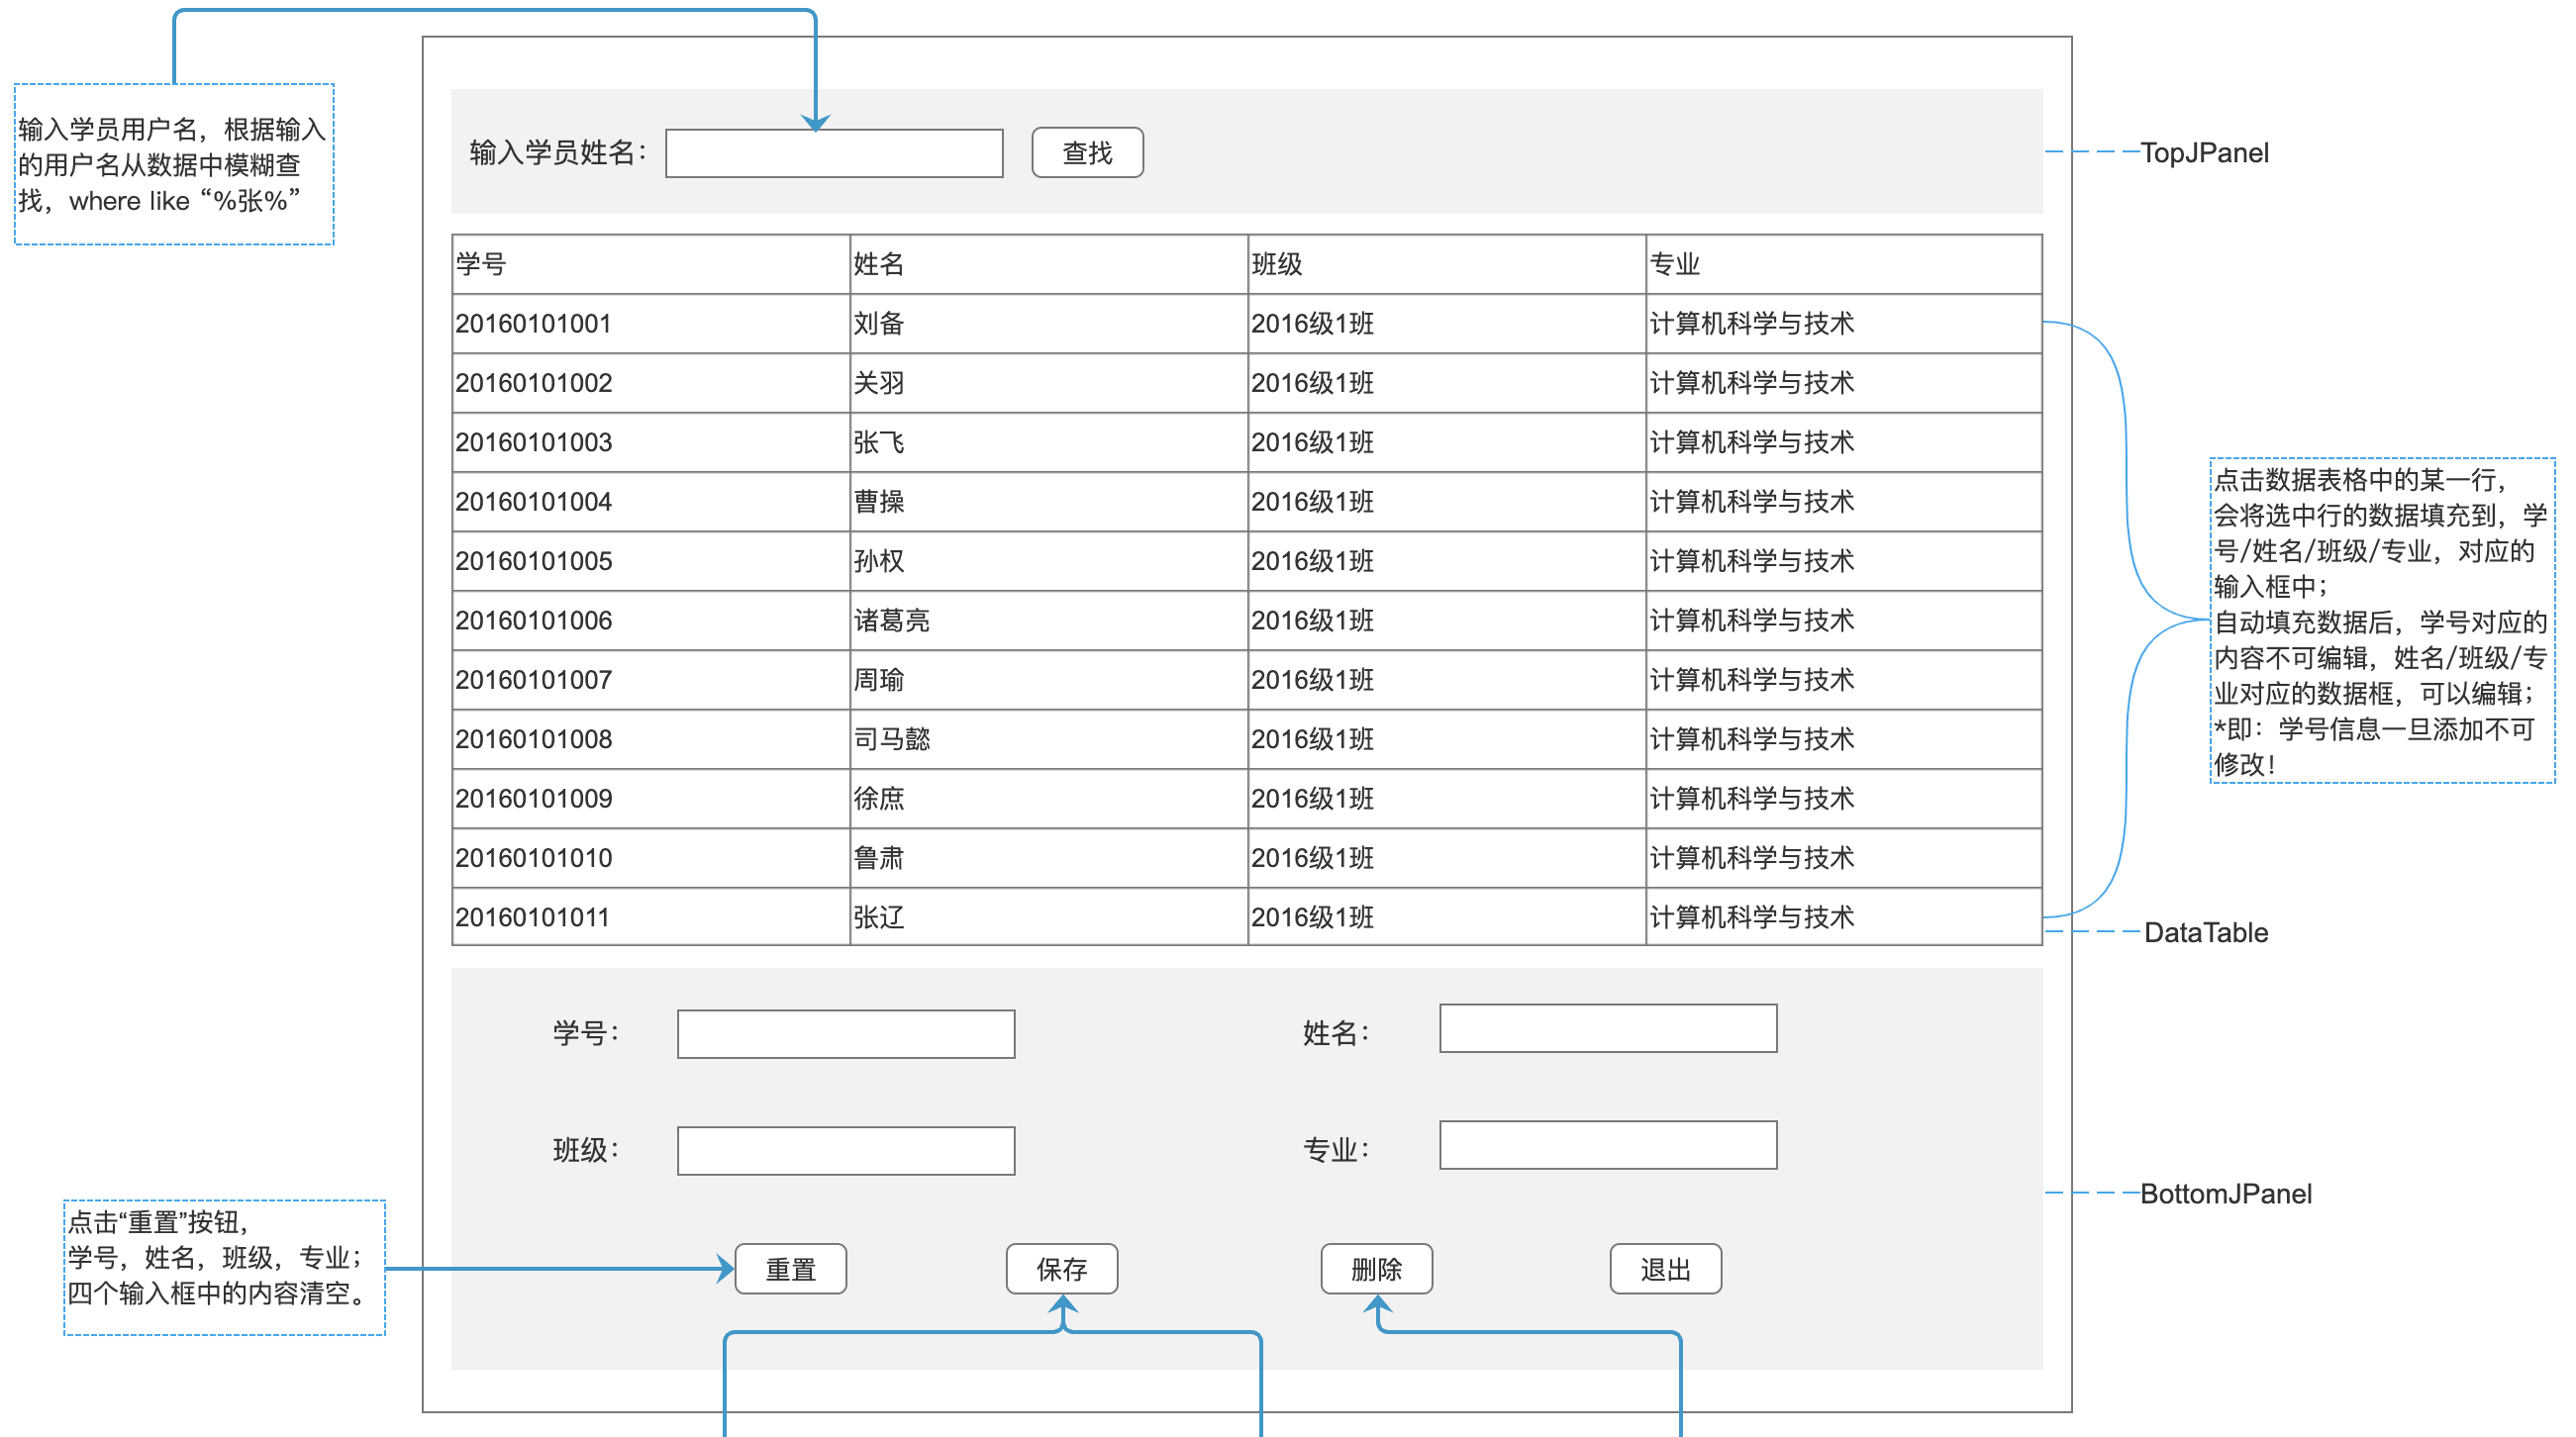 输入学员用户名，根据输入
的用户名从数据中模糊查
找，where like “%张%”
输入学员姓名：
查找
TopJPanel
学号 姓名 班级 专业
20160101001 刘备 2016级1班 计算机科学与技术
20160101002 关羽 2016级1班 计算机科学与技术
20160101003 张飞 2016级1班 计算机科学与技术
20160101004 曹操 2016级1班 计算机科学与技术
20160101005 孙权 2016级1班 计算机科学与技术
20160101006 诸葛亮 2016级1班 计算机科学与技术
20160101007 周瑜 2016级1班 计算机科学与技术
20160101008 司马懿 2016级1班 计算机科学与技术
20160101009 徐庶 2016级1班 计算机科学与技术
20160101010 鲁肃 2016级1班 计算机科学与技术
20160101011 张辽 2016级1班 计算机科学与技术
点击数据表格中的某一行，
会将选中行的数据填充到，学
号/姓名/班级/专业，对应的
输入框中；
自动填充数据后，学号对应的
内容不可编辑，姓名/班级/专
业对应的数据框，可以编辑；
*即：学号信息一旦添加不可
修改！
DataTable
学号： 姓名：
班级： 专业：
BottomJPanel
点击“重置”按钮，
学号，姓名，班级，专业；
四个输入框中的内容清空。
重置 保存 删除 退出